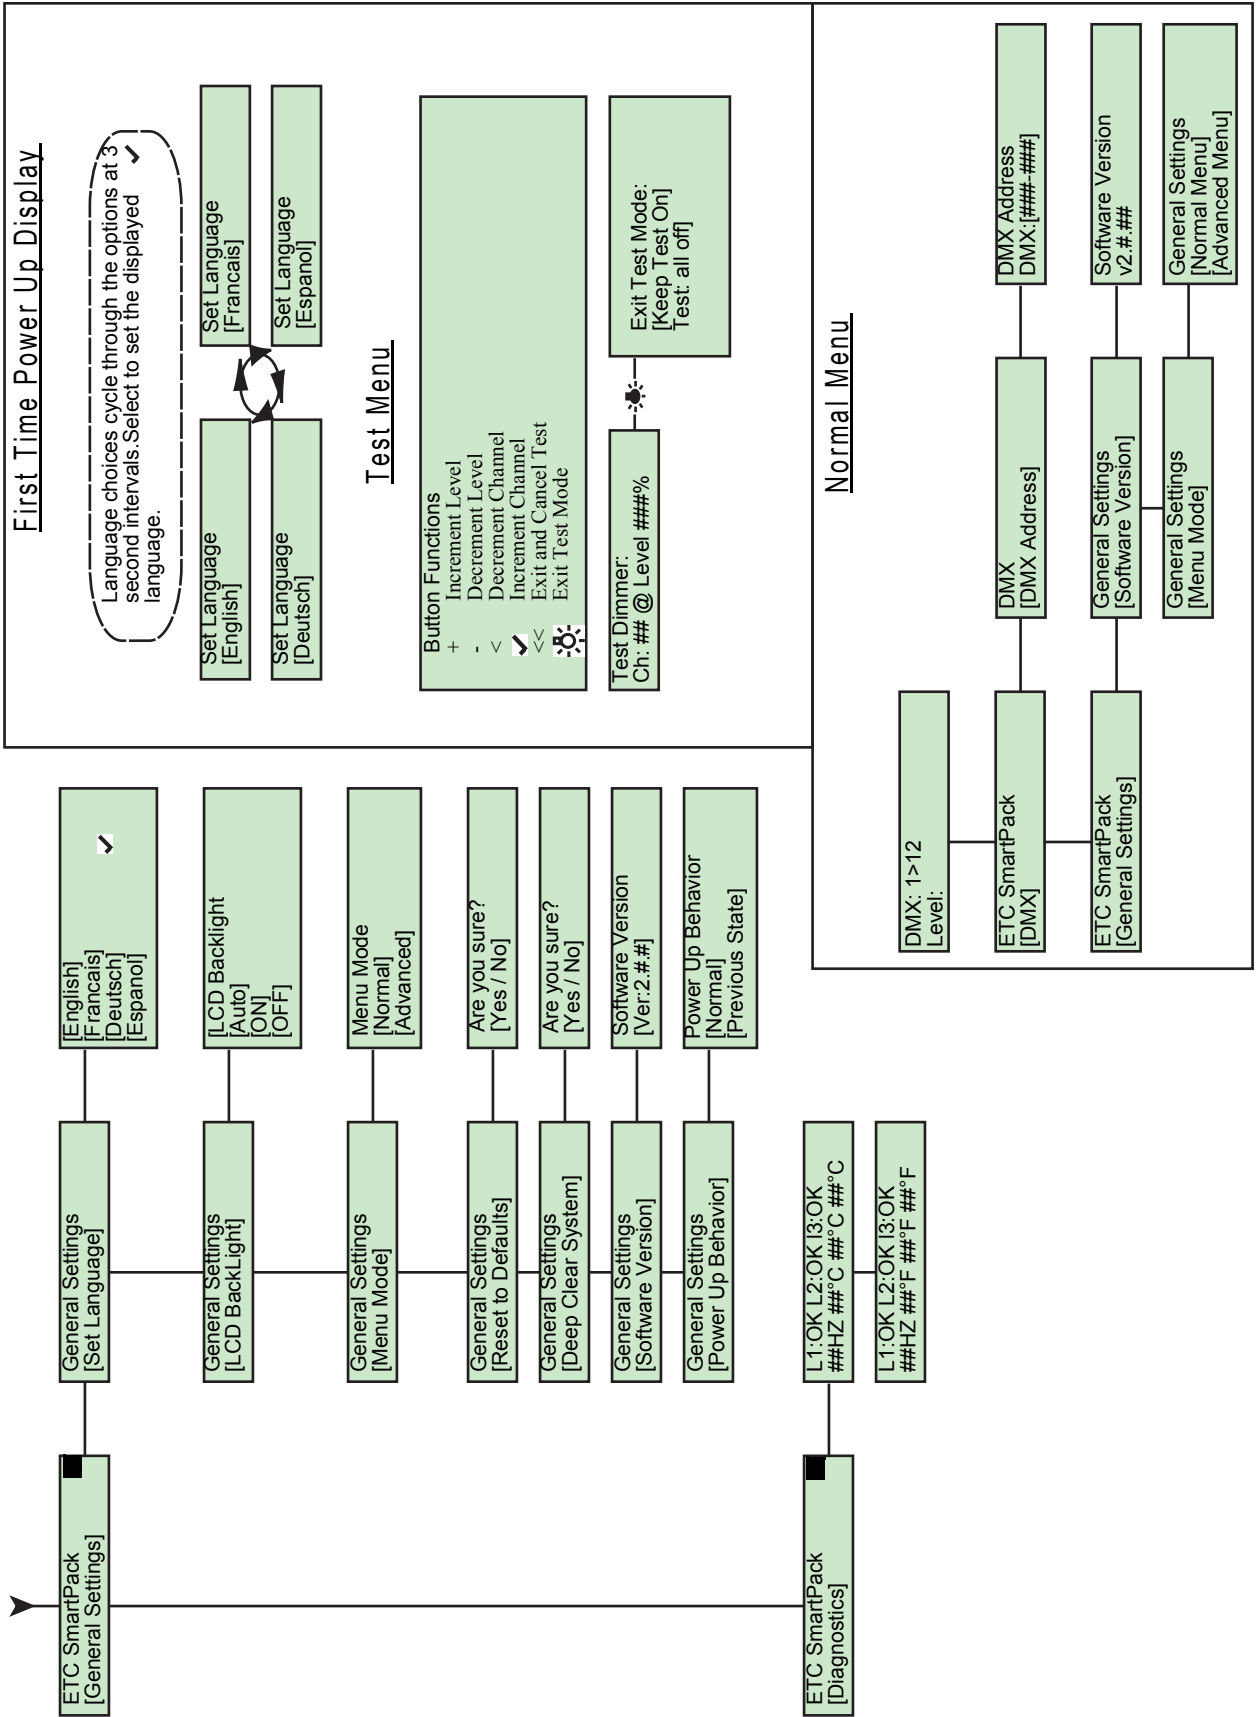 ETC SmartPack
[General Settings]
General Settings
[Set Language]
[English]
[Francais]
[Deutsch]
[Espanol]
General Settings
[LCD BackLight]
[LCD Backlight
[Auto]
[ON]
[OFF]
General Settings
[Menu Mode]
Menu Mode
[Normal]
[Advanced]
General Settings
[Reset to Defaults]
Are you sure?
[Yes / No]
General Settings
[Deep Clear System]
Are you sure?
[Yes / No]
General Settings
[Software Version]
Software Version
[Ver:2.#.#]
General Settings
[Power Up Behavior]
Power Up Behavior
[Normal]
[Previous State]
ETC SmartPack
[Diagnostics]
L1:OK L2:OK l3:OK
##HZ ##°C ##°C ##°C
L1:OK L2:OK l3:OK
##HZ ##°F ##°F ##°F
First Time Power Up Display
Language choices cycle through the options at 3
second intervals.Select to set the displayed
language.
Set Language
[English]
Set Language
[Francais]
Set Language
[Deutsch]
Set Language
[Espanol]
Test Menu
Button Functions
+ Increment Level
- Decrement Level
< Decrement Channel
✓ Increment Channel
<< Exit and Cancel Test
Exit Test Mode
Test Dimmer:
Ch: ## @ Level ###%
Exit Test Mode:
[Keep Test On]
Test: all off]
Normal Menu
DMX: 1>12
Level:
ETC SmartPack
[DMX]
DMX
[DMX Address]
DMX Address
DMX:[###-###]
ETC SmartPack
[General Settings]
General Settings
[Software Version]
Software Version
v2.#.##
General Settings
[Menu Mode]
General Settings
[Normal Menu]
[Advanced Menu]